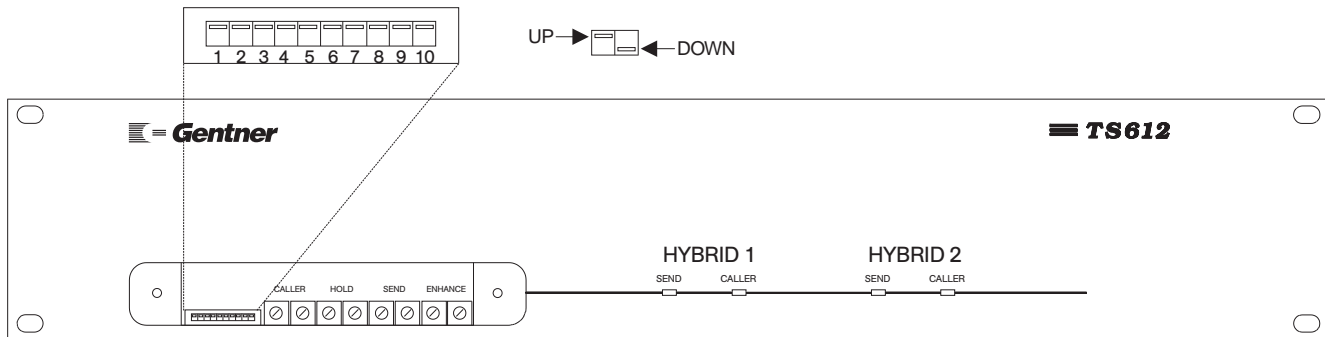 1 2 3 4 5 6 7 8 9 10
UP
DOWN
Gentner
TS612
HYBRID 1
HYBRID 2
SEND CALLER
SEND CALLER
CALLER HOLD SEND ENHANCE